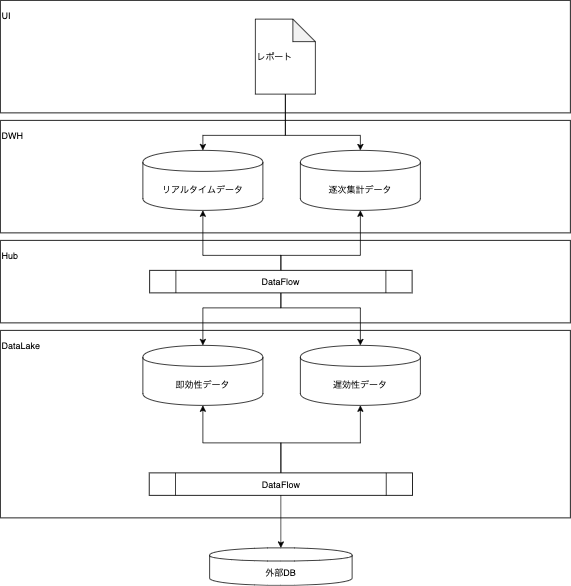 UI
レポート
DWH
リアルタイムデータ
逐次集計データ
Hub
DataFlow
DataLake
即効性データ
遅効性データ
DataFlow
外部DB